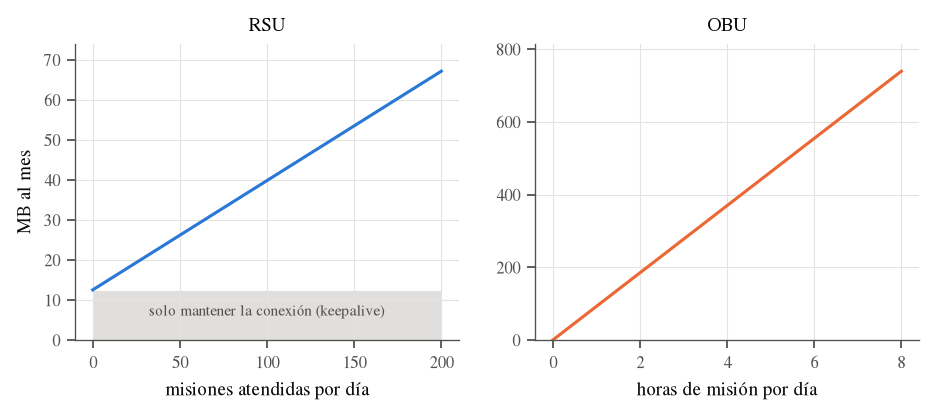 RSU
MB al mes
70
60
50
40
30
20
10
0
solo mantener la conexión (keepalive)
0 50 100 150 200
misiones atendidas por día
OBU
800
600
400
200
0
0 2 4 6 8
horas de misión por día